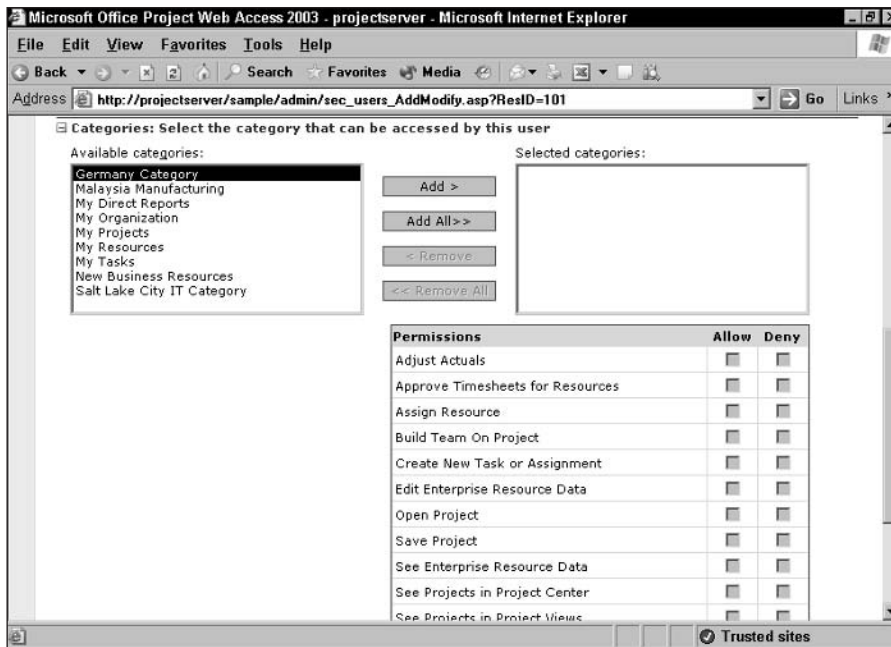 Microsoft Office Project Web Access 2003 - projectserver - Microsoft Internet Explorer
File Edit View Favorites Tools Help
Back Search Favorites Media
Address http://projectserver/sample/admin/sec_users_AddModify.asp?ResID=101 Go Links
Categories: Select the category that can be accessed by this user
Available categories: Selected categories:
Germany Category
Malaysia Manufacturing
My Direct Reports
My Organization
My Projects
My Resources
My Tasks
New Business Resources
Salt Lake City IT Category
Add >
Add All>>
< Remove
<< Remove All
Permissions Allow Deny
Adjust Actuals
Approve Timesheets for Resources
Assign Resource
Build Team On Project
Create New Task or Assignment
Edit Enterprise Resource Data
Open Project
Save Project
See Enterprise Resource Data
See Projects in Project Center
See Projects in Project Views
Trusted sites